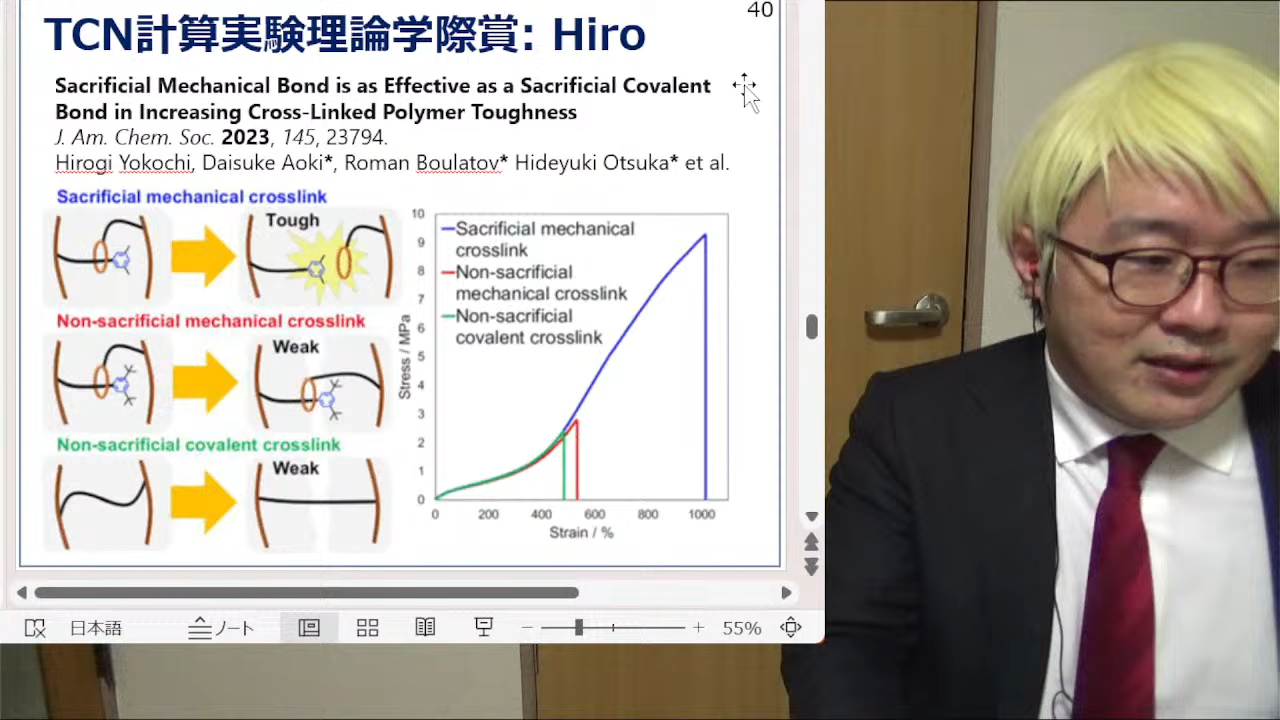 40
TCN計算実験理論学際賞: Hiro
Sacrificial Mechanical Bond is as Effective as a Sacrificial Covalent
Bond in Increasing Cross-Linked Polymer Toughness
J. Am. Chem. Soc. 2023, 145, 23794.
Hirogi Yokochi, Daisuke Aoki*, Roman Boulatov* Hideyuki Otsuka* et al.
Sacrificial mechanical crosslink
Tough
Non-sacrificial mechanical crosslink
Weak
Non-sacrificial covalent crosslink
Weak
Sacrificial mechanical
crosslink
Non-sacrificial
mechanical crosslink
Non-sacrificial
covalent crosslink
Stress / MPa
10
9
8
7
6
5
4
3
2
1
0
0 200 400 600 800 1000
Strain / %
日本語
ノート
55%